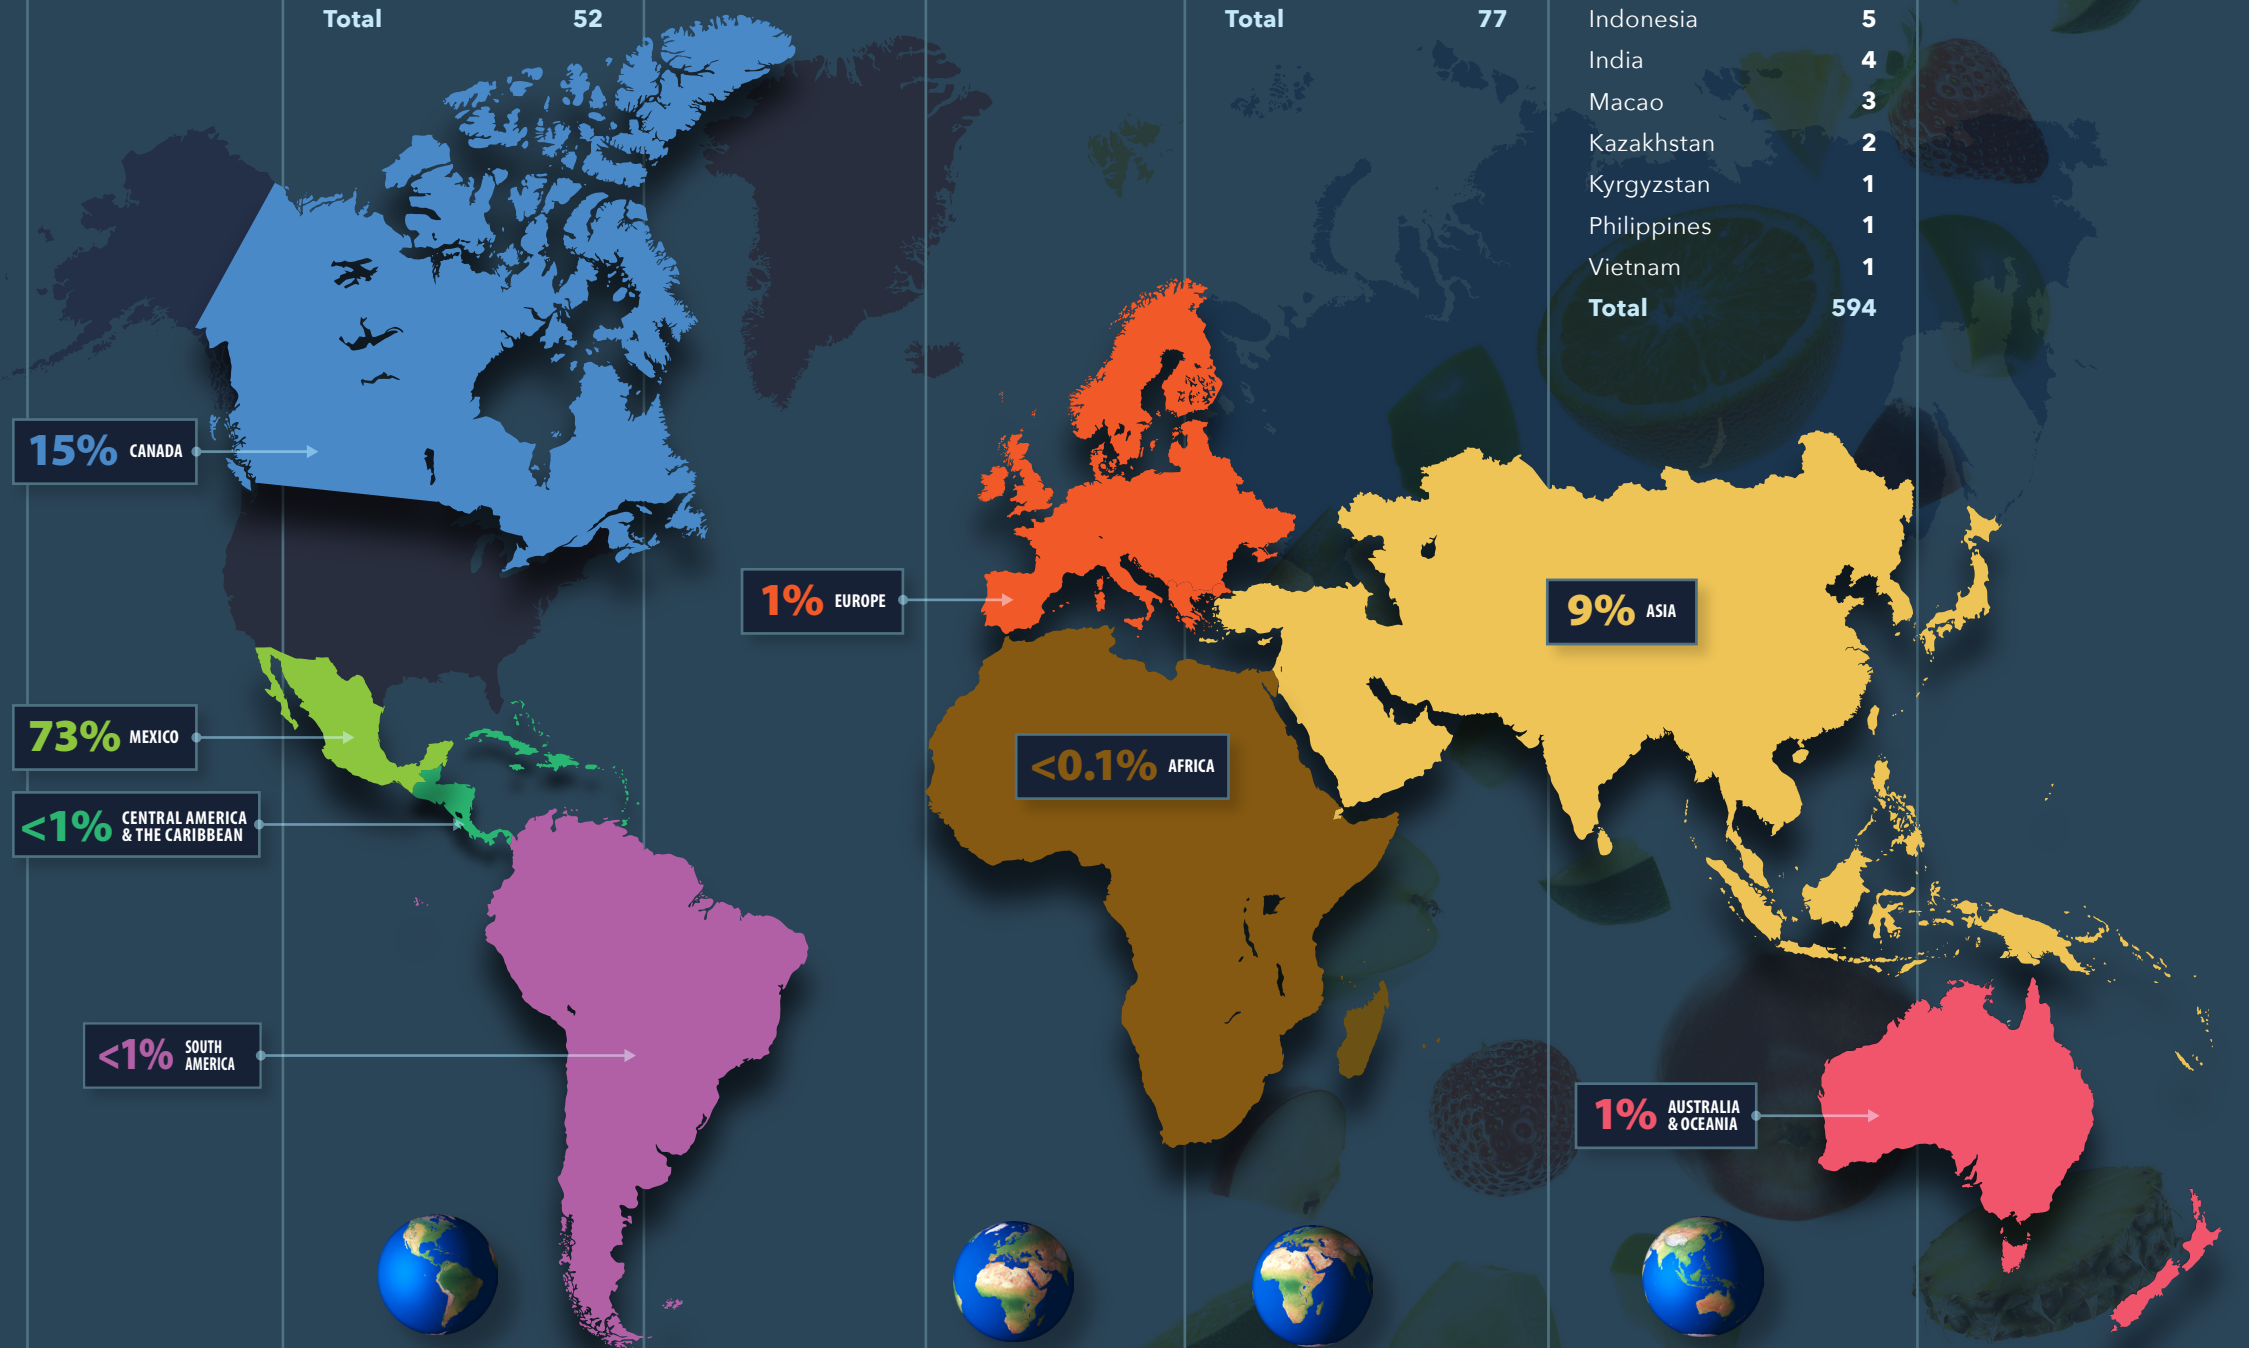 Total 52
Total 77
Indonesia 5
India 4
Macao 3
Kazakhstan 2
Kyrgyzstan 1
Philippines 1
Vietnam 1
Total 594
15% CANADA
1% EUROPE
9% ASIA
73% MEXICO
<0.1% AFRICA
<1% CENTRAL AMERICA
& THE CARIBBEAN
<1% SOUTH
AMERICA
1% AUSTRALIA
& OCEANIA